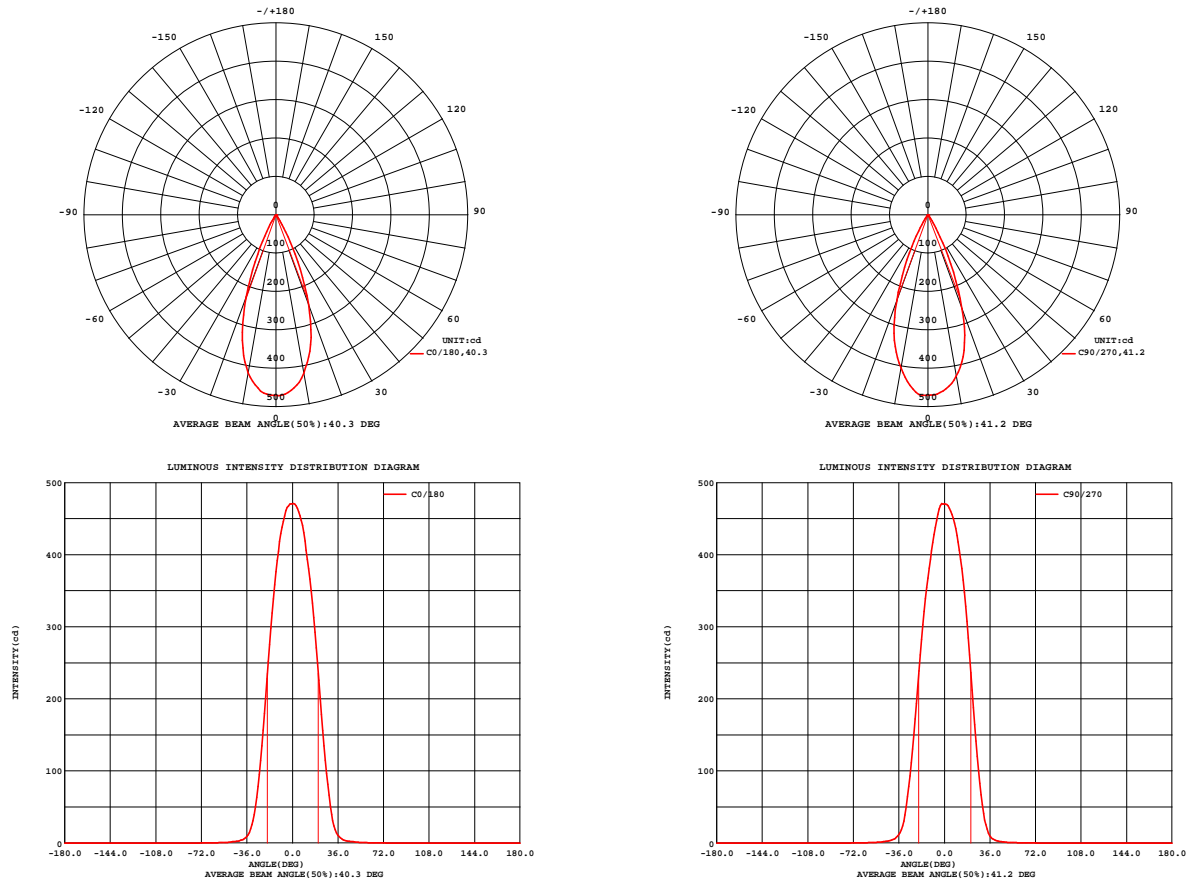 -/+180
-150 150
-120 120
-90 90
-60 60
-30 30
0
100
200
300
400
500
0
UNIT:cd
C0/180,40.3
AVERAGE BEAM ANGLE(50%):40.3 DEG
-/+180
-150 150
-120 120
-90 90
-60 60
-30 30
0
100
200
300
400
500
0
UNIT:cd
C90/270,41.2
AVERAGE BEAM ANGLE(50%):41.2 DEG
LUMINOUS INTENSITY DISTRIBUTION DIAGRAM
C0/180
INTENSITY(cd)
500
400
300
200
100
0
-180.0 -144.0 -108.0 -72.0 -36.0 0.0 36.0 72.0 108.0 144.0 180.0
ANGLE(DEG)
AVERAGE BEAM ANGLE(50%):40.3 DEG
LUMINOUS INTENSITY DISTRIBUTION DIAGRAM
C90/270
INTENSITY(cd)
500
400
300
200
100
0
-180.0 -144.0 -108.0 -72.0 -36.0 0.0 36.0 72.0 108.0 144.0 180.0
ANGLE(DEG)
AVERAGE BEAM ANGLE(50%):41.2 DEG